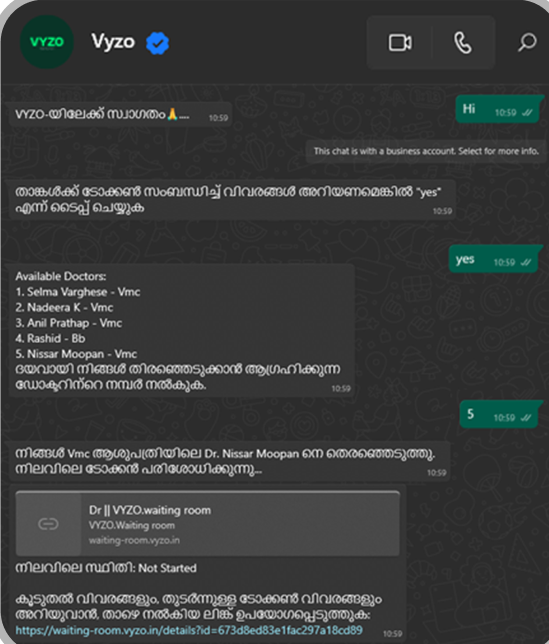 VYZO
Vyzo
Hi
10:59
VYZO-യിലേക്ക് സ്വാഗതം🙏....
10:59
This chat is with a business account. Select for more info.
താങ്കൾക്ക് ടോക്കൺ സംബന്ധിച്ച് വിവരങ്ങൾ അറിയണമെങ്കിൽ "yes"
എന്ന് ടൈപ്പ് ചെയ്യുക
10:59
yes
10:59
Available Doctors:
1. Selma Varghese - Vmc
2. Nadeera K - Vmc
3. Anil Prathap - Vmc
4. Rashid - Bb
5. Nissar Moopan - Vmc
ദയവായി നിങ്ങൾ തിരഞ്ഞെടുക്കാൻ ആഗ്രഹിക്കുന്ന
ഡോക്ടറിന്റെ നമ്പർ നൽകുക.
10:59
5
10:59
നിങ്ങൾ Vmc ആശുപത്രിയിലെ Dr. Nissar Moopan നെ തെരഞ്ഞെടുത്തു.
നിലവിലെ ടോക്കൻ പരിശോധിക്കുന്നു...
10:59
Dr || VYZO.waiting room
VYZO.Waiting room
waiting-room.vyzo.in
നിലവിലെ സ്ഥിതി: Not Started
കൂടുതൽ വിവരങ്ങളും, തുടർന്നുള്ള ടോക്കൺ വിവരങ്ങളും
അറിയുവാൻ, താഴെ നൽകിയ ലിങ്ക് ഉപയോഗപ്പെടുത്തുക:
https://waiting-room.vyzo.in/details?id=673d8ed83e1fac297a18cd89
10:59